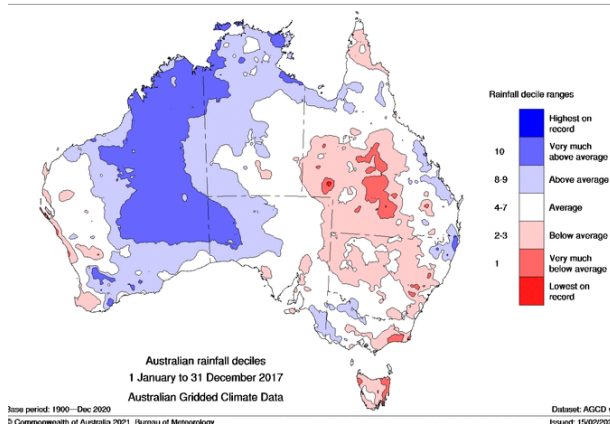 Rainfall decile ranges
Highest on
record
10
Very much
above average
8-9
Above average
4-7
Average
2-3
Below average
1
Very much
below average
Lowest on
record
Australian rainfall deciles
1 January to 31 December 2017
Australian Gridded Climate Data
Base period: 1900—Dec 2020
Dataset: AGCD
© Commonwealth of Australia 2021, Bureau of Meteorology
Issued: 15/02/202